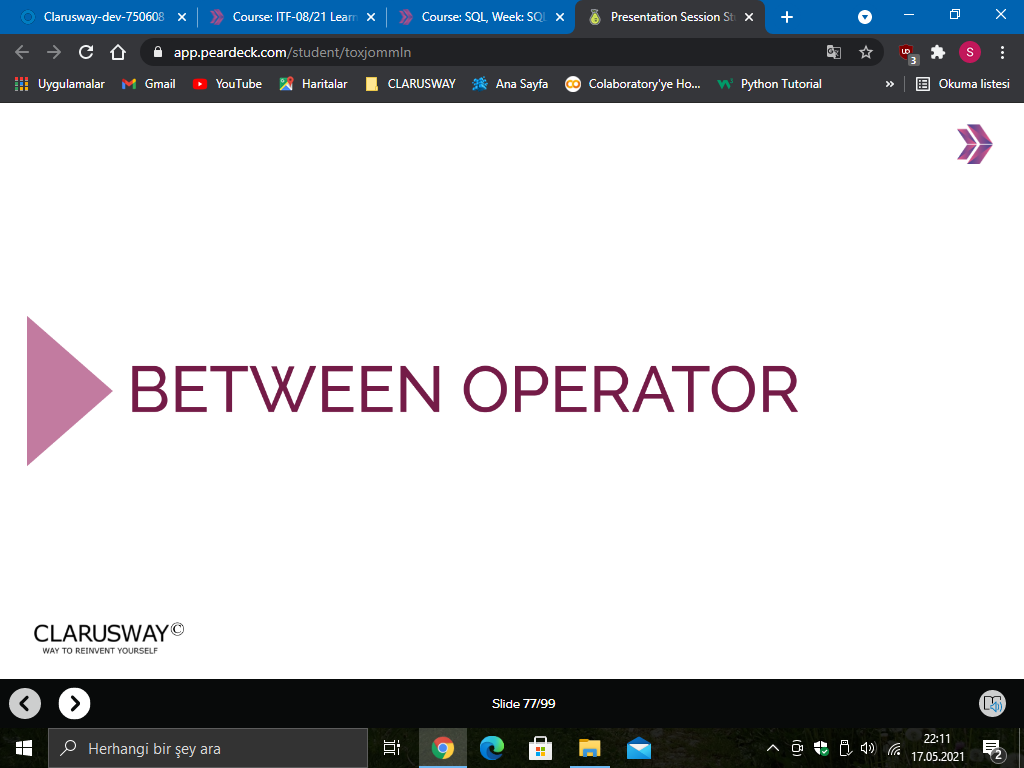 Clarusway-dev-750608
Course: ITF-08/21 Learn
Course: SQL, Week: SQL
Presentation Session St
app.peardeck.com/student/toxjommln
3
S
Uygulamalar
Gmail
YouTube
Haritalar
CLARUSWAY
Ana Sayfa
Colaboratory'ye Ho...
Python Tutorial
»
Okuma listesi
BETWEEN OPERATOR
CLARUSWAY©
WAY TO REINVENT YOURSELF
Slide 77/99
Herhangi bir şey ara
22:11
17.05.2021
2